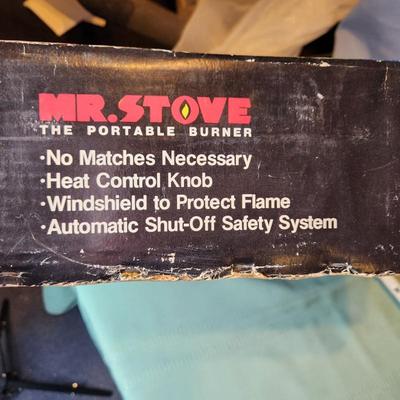 MR.STOVE
THE PORTABLE BURNER
•No Matches Necessary
•Heat Control Knob
•Windshield to Protect Flame
•Automatic Shut-Off Safety System